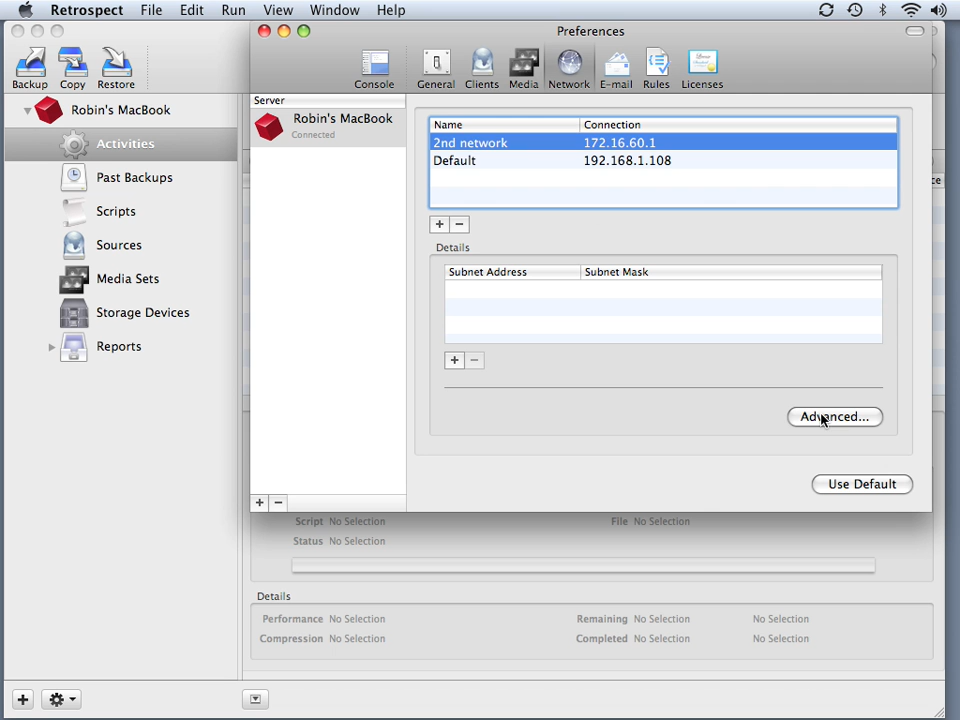 Retrospect File Edit Run View Window Help
Preferences
Backup Copy Restore
Console General Clients Media Network E-mail Rules Licenses
Server
Robin's MacBook
Connected
Robin's MacBook
Activities
Past Backups
Scripts
Sources
Media Sets
Storage Devices
Reports
Name Connection
2nd network 172.16.60.1
Default 192.168.1.108
+ −
Details
Subnet Address Subnet Mask
+ −
Advanced...
Use Default
+ −
ce
Script No Selection File No Selection
Status No Selection
Details
Performance No Selection Remaining No Selection No Selection
Compression No Selection Completed No Selection No Selection
+